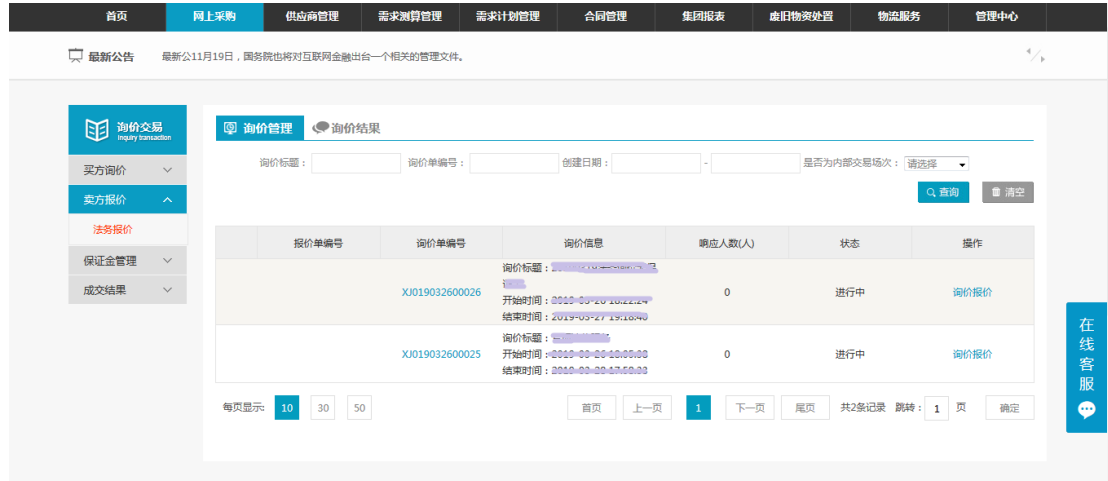 首页 网上采购 供应商管理 需求测算管理 需求计划管理 合同管理 集团报表 废旧物资处置 物流服务 管理中心
最新公告 最新公11月19日，国务院也将对互联网金融出台一个相关的管理文件。
询价交易
Inquiry transaction
买方询价
卖方报价
法务报价
保证金管理
成交结果
询价管理 询价结果
询价标题： 询价单编号： 创建日期： - 是否为内部交易场次： 请选择
查询 清空
报价单编号 询价单编号 询价信息 响应人数(人) 状态 操作
询价标题：
XJ019032600026 0 进行中 询价报价
开始时间：2019-03-26 18:22:24
结束时间：2019-03-27 19:18:40
询价标题：
XJ019032600025 开始时间： 0 进行中 询价报价
结束时间：
每页显示: 10 30 50 首页 上一页 1 下一页 尾页 共2条记录 跳转： 1 页 确定
在线客服